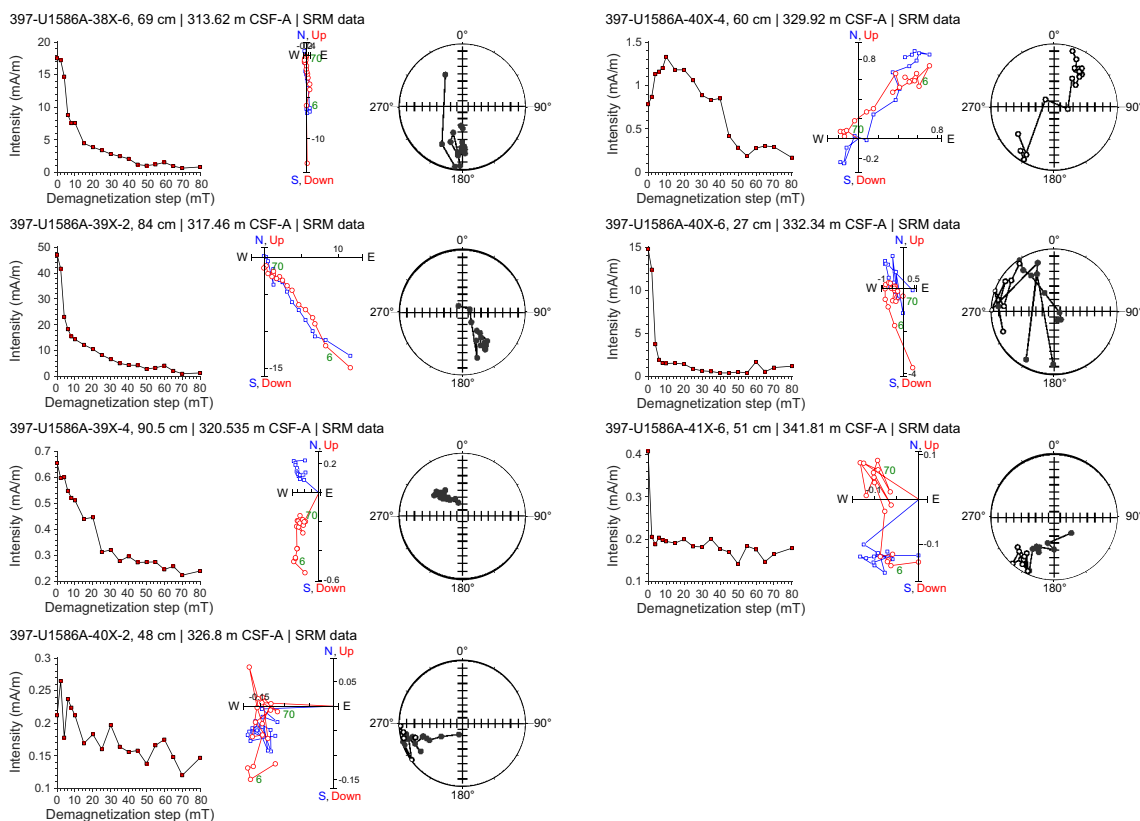 397-U1586A-38X-6, 69 cm | 313.62 m CSF-A | SRM data
Intensity (mA/m)
20
15
10
5
0
0 10 20 30 40 50 60 70 80
Demagnetization step (mT)
N, Up
W E
70
6
-10
S, Down
0°
270° 90°
180°
397-U1586A-39X-2, 84 cm | 317.46 m CSF-A | SRM data
Intensity (mA/m)
50
40
30
20
10
0
0 10 20 30 40 50 60 70 80
Demagnetization step (mT)
N, Up
10
W E
70
6
-15
S, Down
0°
270° 90°
180°
397-U1586A-39X-4, 90.5 cm | 320.535 m CSF-A | SRM data
Intensity (mA/m)
0.7
0.6
0.5
0.4
0.3
0.2
0 10 20 30 40 50 60 70 80
Demagnetization step (mT)
N, Up
0.2
W E
70
6
-0.6
S, Down
0°
270° 90°
180°
397-U1586A-40X-2, 48 cm | 326.8 m CSF-A | SRM data
Intensity (mA/m)
0.3
0.25
0.2
0.15
0.1
0 10 20 30 40 50 60 70 80
Demagnetization step (mT)
N, Up
0.05
-0.15
W E
70
6
-0.15
S, Down
0°
270° 90°
180°
397-U1586A-40X-4, 60 cm | 329.92 m CSF-A | SRM data
Intensity (mA/m)
1.5
1
0.5
0
0 10 20 30 40 50 60 70 80
Demagnetization step (mT)
N, Up
0.8
6
70
0.8
W E
-0.2
S, Down
0°
270° 90°
180°
397-U1586A-40X-6, 27 cm | 332.34 m CSF-A | SRM data
Intensity (mA/m)
15
10
5
0
0 10 20 30 40 50 60 70 80
Demagnetization step (mT)
N, Up
-1 0.5
W E
70
6
-4
S, Down
0°
270° 90°
180°
397-U1586A-41X-6, 51 cm | 341.81 m CSF-A | SRM data
Intensity (mA/m)
0.4
0.3
0.2
0.1
0 10 20 30 40 50 60 70 80
Demagnetization step (mT)
N, Up
0.1
70
-0.1
W E
-0.1
6
S, Down
0°
270° 90°
180°